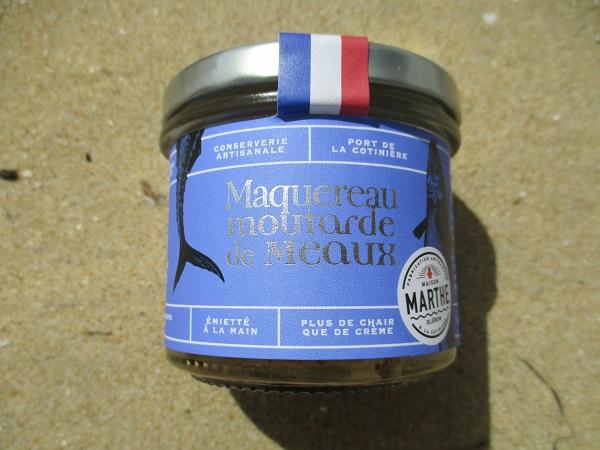 CONSERVERIE
ARTISANALE
PORT DE
LA COTINIÈRE
Maquereau
moutarde
de Meaux
ÉMIETTÉ
À LA MAIN
PLUS DE CHAIR
QUE DE CRÈME
MAISON
MARTHE
OLÉRON